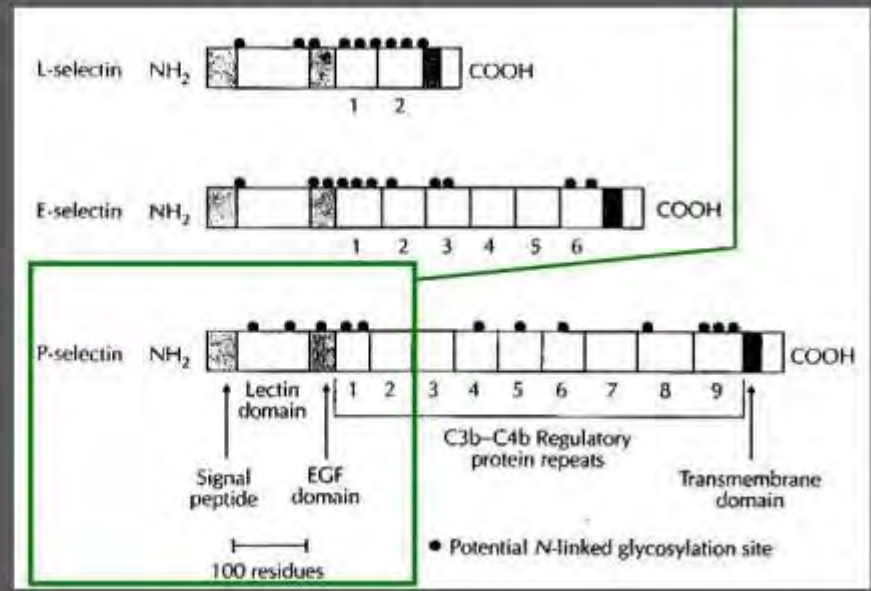 L-selectin NH2 COOH
1 2
E-selectin NH2 COOH
1 2 3 4 5 6
P-selectin NH2 COOH
Lectin domain 1 2 3 4 5 6 7 8 9
C3b–C4b Regulatory
protein repeats
Signal
peptide
EGF
domain
Transmembrane
domain
● Potential N-linked glycosylation site
100 residues